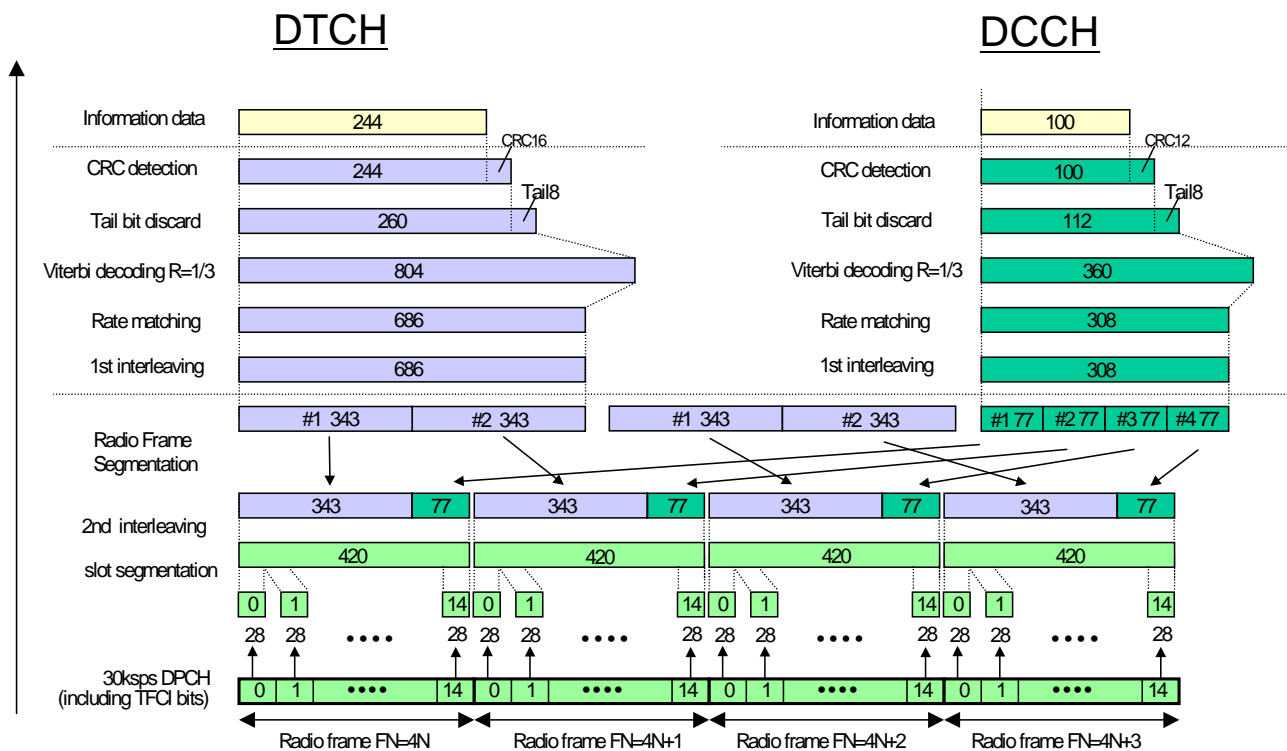 DTCH DCCH
Information data 244 Information data 100
CRC16 CRC12
CRC detection 244 CRC detection 100
Tail8 Tail8
Tail bit discard 260 Tail bit discard 112
Viterbi decoding R=1/3 804 Viterbi decoding R=1/3 360
Rate matching 686 Rate matching 308
1st interleaving 686 1st interleaving 308
#1 343 #2 343 #1 343 #2 343 #1 77 #2 77 #3 77 #4 77
Radio Frame
Segmentation
343 77 343 77 343 77 343 77
2nd interleaving
420 420 420 420
slot segmentation
0 1 14 0 1 14 0 1 14 0 1 14
28 28 •••• 28 28 28 •••• 28 28 28 •••• 28 28 28 •••• 28
30ksps DPCH
(including TFCI bits)
0 1 •••• 14 0 1 •••• 14 0 1 •••• 14 0 1 •••• 14
Radio frame FN=4N Radio frame FN=4N+1 Radio frame FN=4N+2 Radio frame FN=4N+3